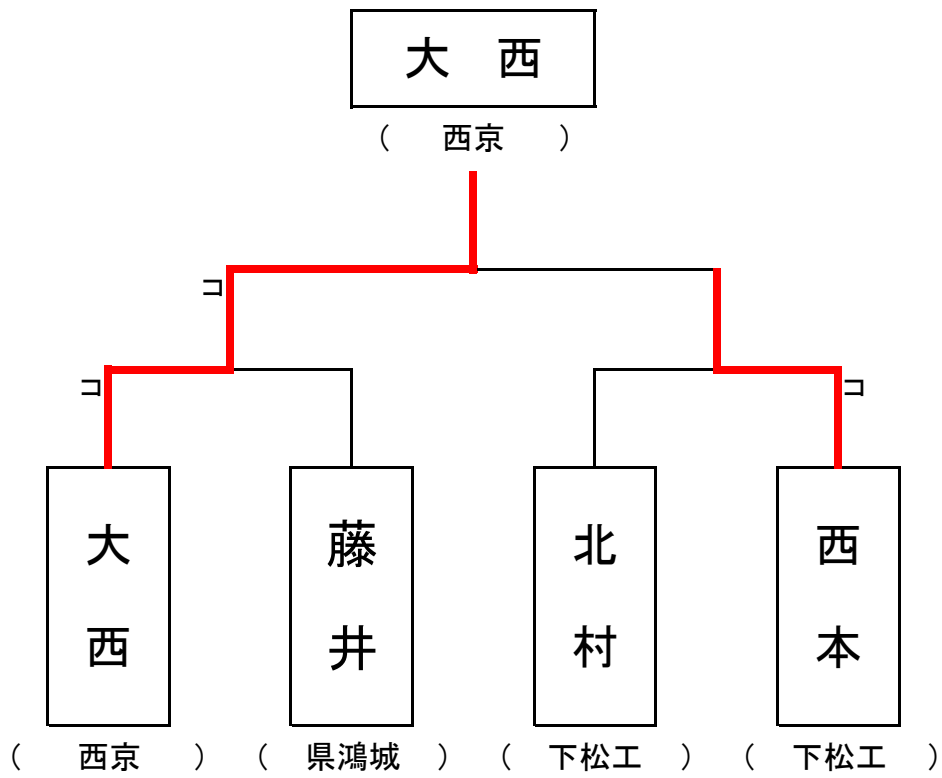 大 西
( 西京 )
コ
コ コ
大西 藤井 北村 西本
( 西京 ) ( 県鴻城 ) ( 下松工 ) ( 下松工 )